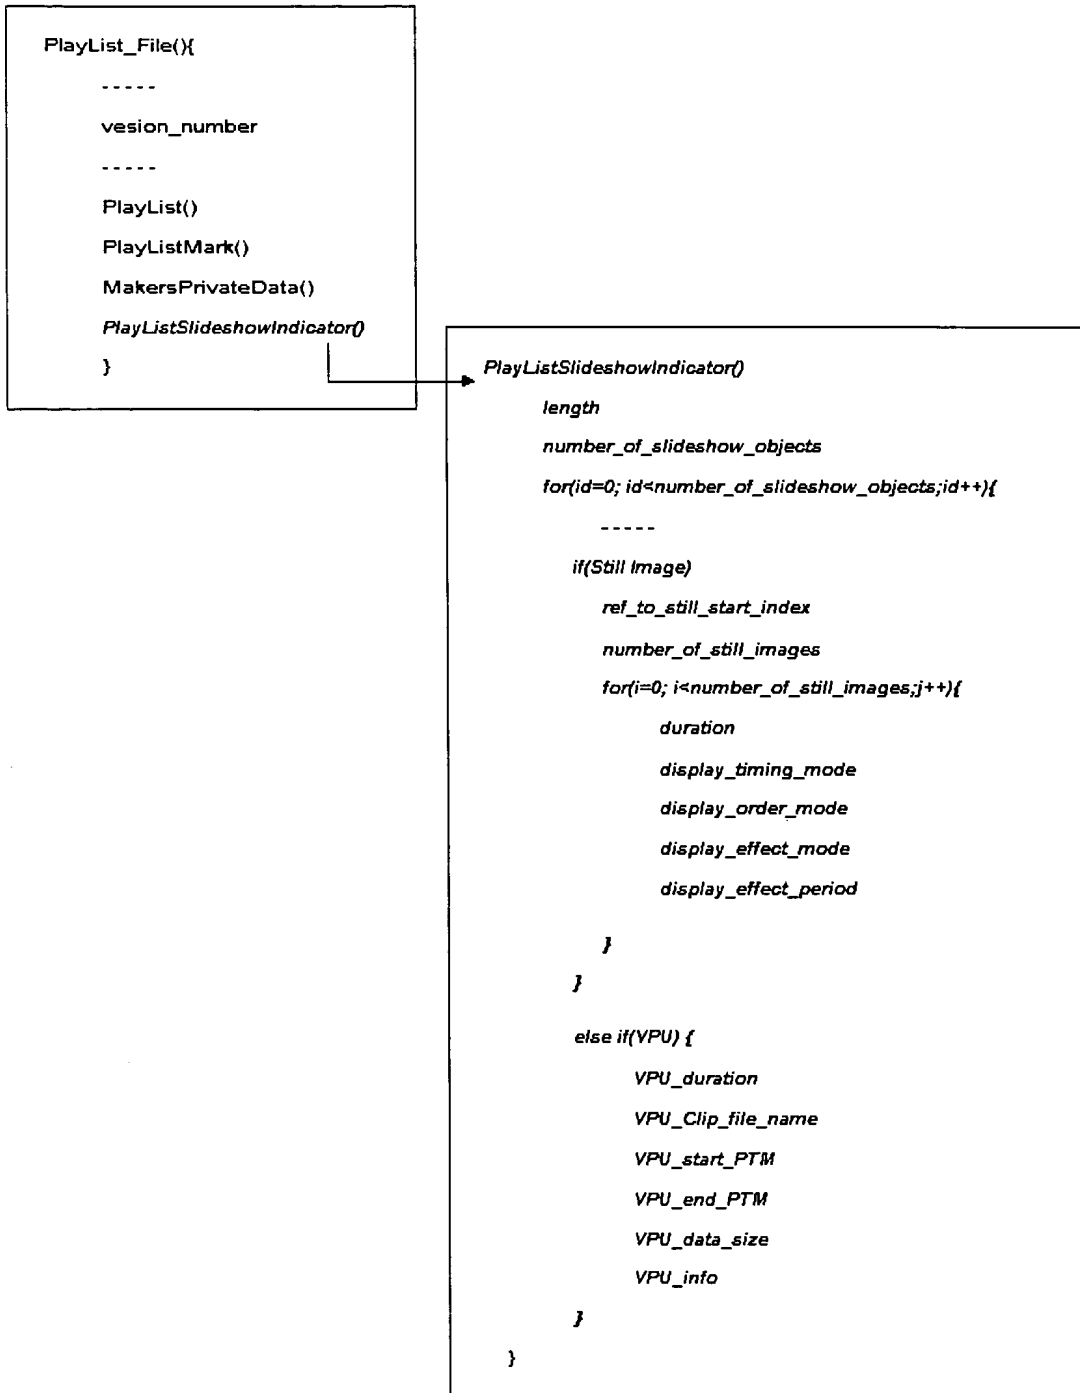 PlayList_File(){
-----
vesion_number
-----
PlayList()
PlayListMark()
MakersPrivateData()
PlayListSlideshowIndicator()
}
PlayListSlideshowIndicator()
length
number_of_slideshow_objects
for(id=0; id<number_of_slideshow_objects;id++){
-----
if(Still Image)
ref_to_still_start_index
number_of_still_images
for(i=0; i<number_of_still_images;j++){
duration
display_timing_mode
display_order_mode
display_effect_mode
display_effect_period
}
}
else if(VPU) {
VPU_duration
VPU_Clip_file_name
VPU_start_PTM
VPU_end_PTM
VPU_data_size
VPU_info
}
}